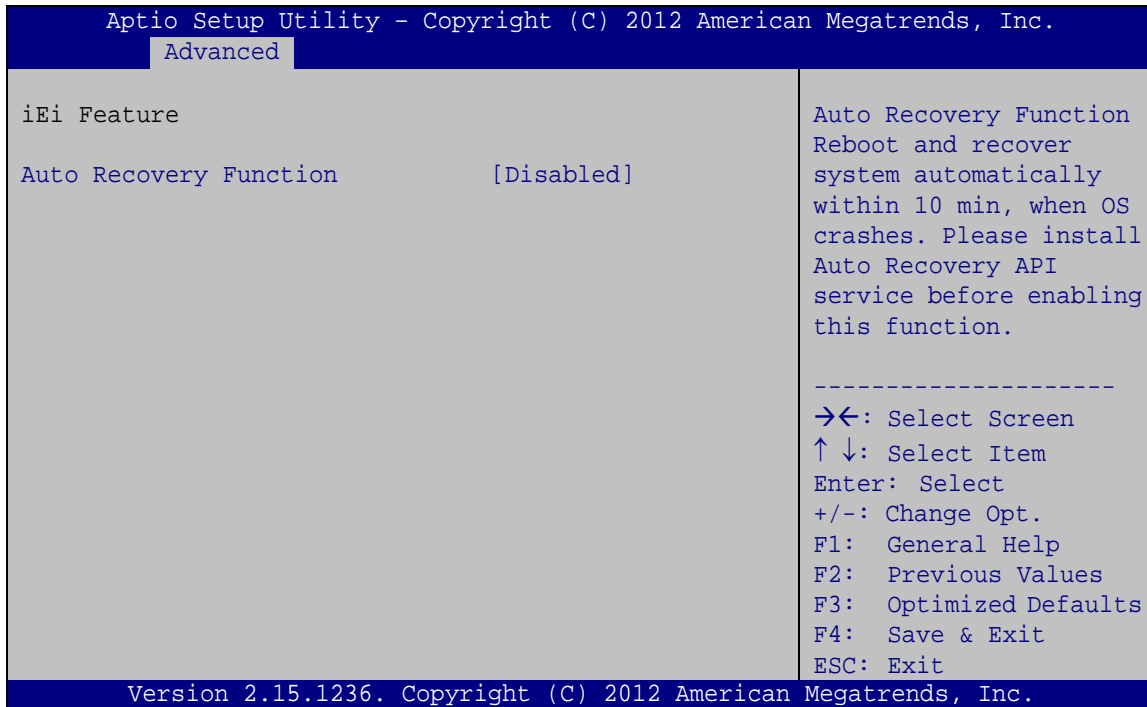 Aptio Setup Utility – Copyright (C) 2012 American Megatrends, Inc.
Advanced
iEi Feature
Auto Recovery Function [Disabled]
Auto Recovery Function
Reboot and recover
system automatically
within 10 min, when OS
crashes. Please install
Auto Recovery API
service before enabling
this function.
---------------------
→←: Select Screen
↑ ↓: Select Item
Enter: Select
+/-: Change Opt.
F1: General Help
F2: Previous Values
F3: Optimized Defaults
F4: Save & Exit
ESC: Exit
Version 2.15.1236. Copyright (C) 2012 American Megatrends, Inc.